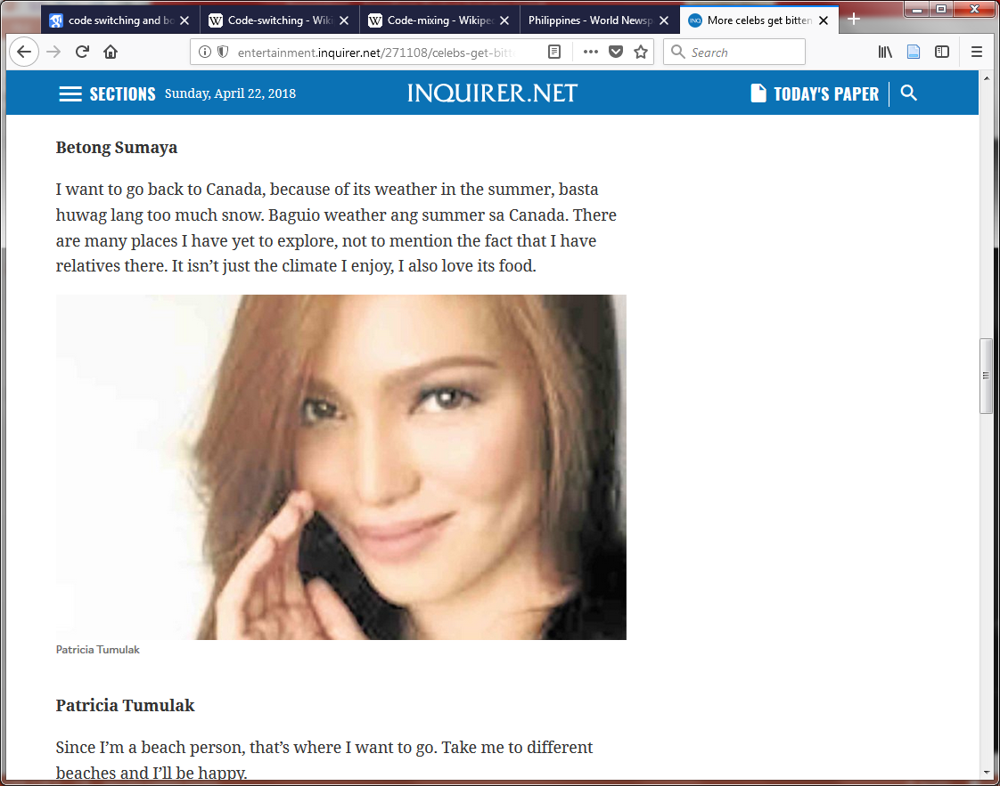 code switching and bo
Code-switching - Wiki
Code-mixing - Wikiped
Philippines - World Newsp
More celebs get bitten
entertainment.inquirer.net/271108/celebs-get-bitt
Search
SECTIONS Sunday, April 22, 2018 INQUIRER.NET TODAY'S PAPER
Betong Sumaya
I want to go back to Canada, because of its weather in the summer, basta
huwag lang too much snow. Baguio weather ang summer sa Canada. There
are many places I have yet to explore, not to mention the fact that I have
relatives there. It isn’t just the climate I enjoy, I also love its food.
Patricia Tumulak
Patricia Tumulak
Since I’m a beach person, that’s where I want to go. Take me to different
beaches and I’ll be happy.